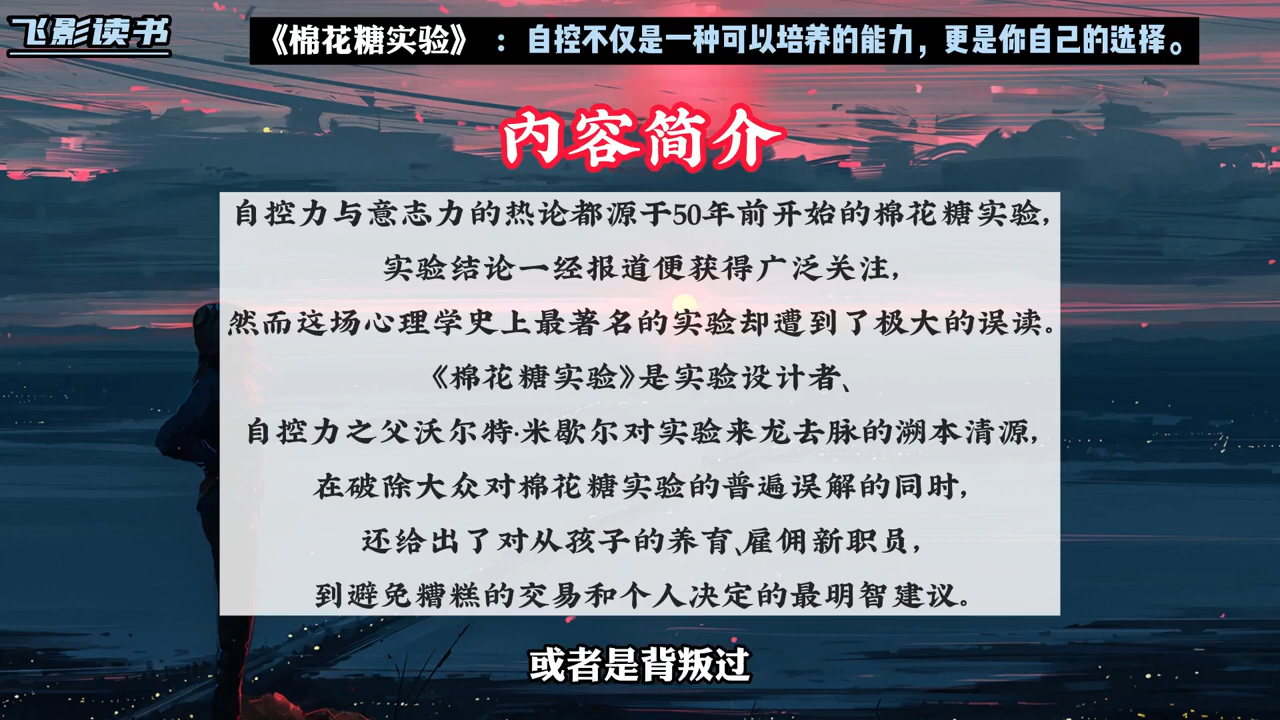 飞影读书
《棉花糖实验》：自控不仅是一种可以培养的能力，更是你自己的选择。
内容简介
自控力与意志力的热论都源于50年前开始的棉花糖实验，
实验结论一经报道便获得广泛关注，
然而这场心理学史上最著名的实验却遭到了极大的误读。
《棉花糖实验》是实验设计者、
自控力之父沃尔特·米歇尔对实验来龙去脉的溯本清源，
在破除大众对棉花糖实验的普遍误解的同时，
还给出了对从孩子的养育、雇佣新职员，
到避免糟糕的交易和个人决定的最明智建议。
或者是背叛过